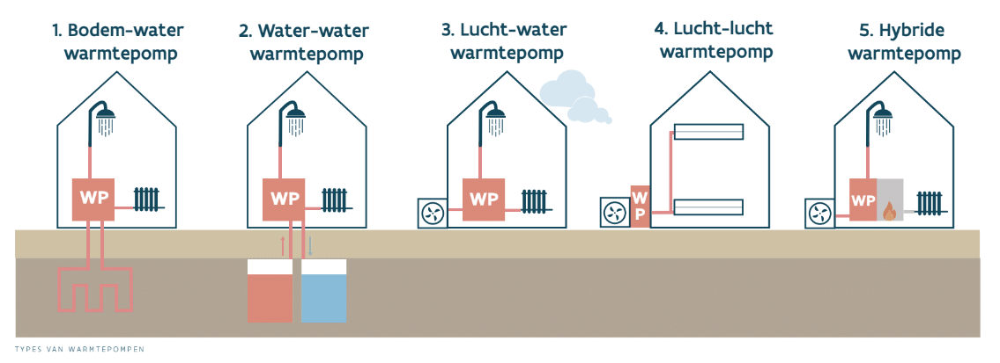 1. Bodem-water
warmtepomp
2. Water-water
warmtepomp
3. Lucht-water
warmtepomp
4. Lucht-lucht
warmtepomp
5. Hybride
warmtepomp
WP
WP
WP
W
P
WP
TYPES VAN WARMTEPOMPEN